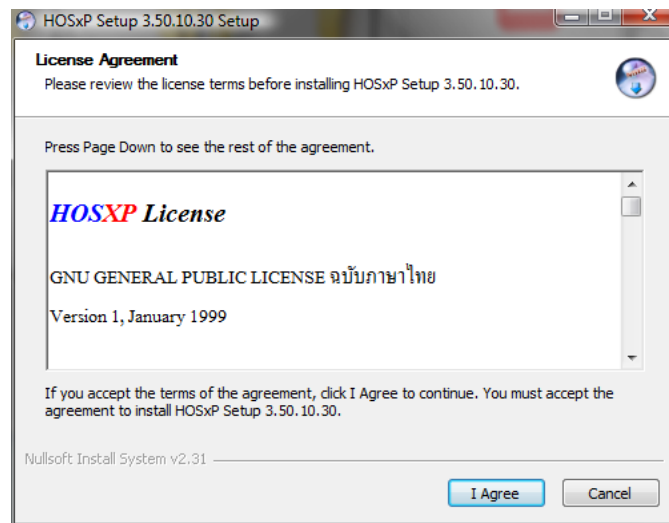 HOSxP Setup 3.50.10.30 Setup
License Agreement
Please review the license terms before installing HOSxP Setup 3.50.10.30.
Press Page Down to see the rest of the agreement.
HOSXP License
GNU GENERAL PUBLIC LICENSE ฉบับภาษาไทย
Version 1, January 1999
If you accept the terms of the agreement, click I Agree to continue. You must accept the
agreement to install HOSxP Setup 3.50.10.30.
Nullsoft Install System v2.31
I Agree
Cancel